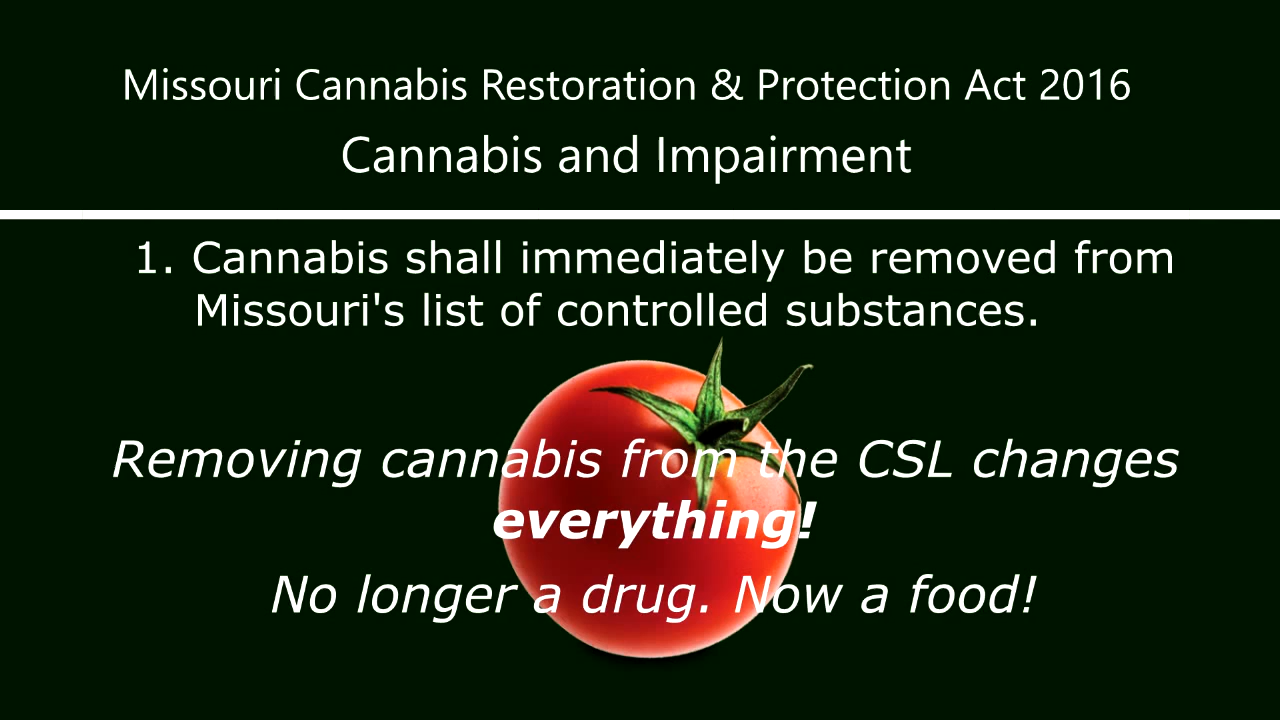 Missouri Cannabis Restoration & Protection Act 2016
Cannabis and Impairment
1. Cannabis shall immediately be removed from
Missouri's list of controlled substances.
Removing cannabis from the CSL changes
everything!
No longer a drug. Now a food!